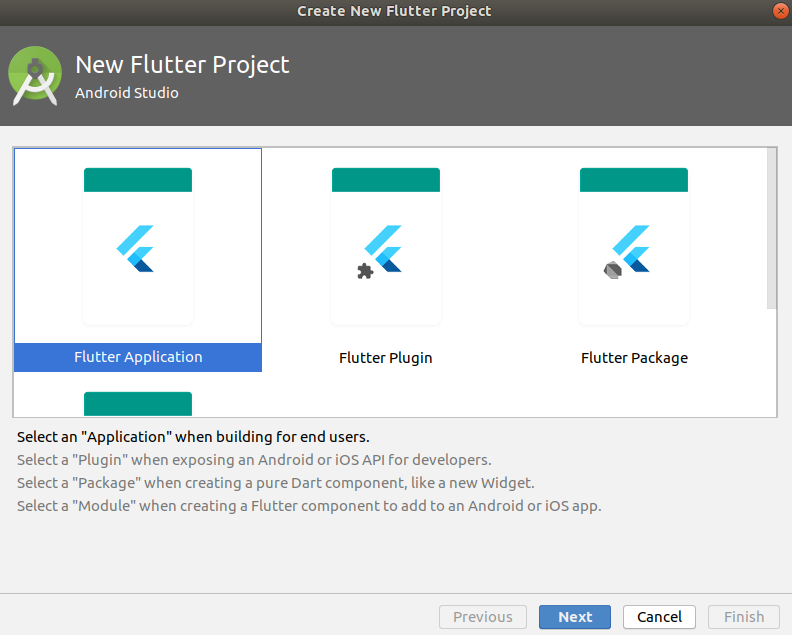 Create New Flutter Project
New Flutter Project
Android Studio
Flutter Application
Flutter Plugin
Flutter Package
Select an "Application" when building for end users.
Select a "Plugin" when exposing an Android or iOS API for developers.
Select a "Package" when creating a pure Dart component, like a new Widget.
Select a "Module" when creating a Flutter component to add to an Android or iOS app.
Previous
Next
Cancel
Finish